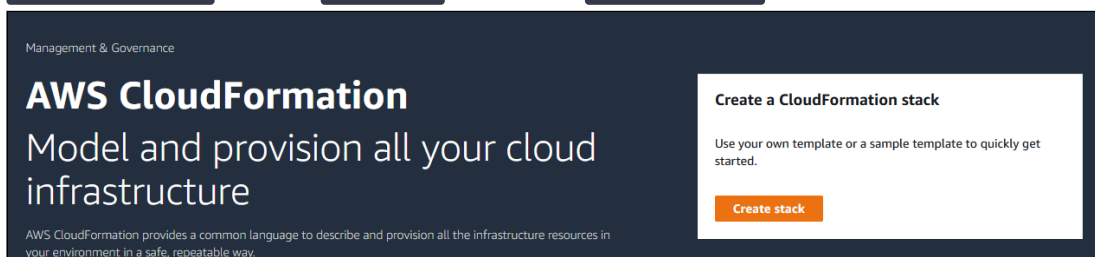 Management & Governance
AWS CloudFormation
Model and provision all your cloud
infrastructure
AWS CloudFormation provides a common language to describe and provision all the infrastructure resources in
your environment in a safe, repeatable way.
Create a CloudFormation stack
Use your own template or a sample template to quickly get
started.
Create stack